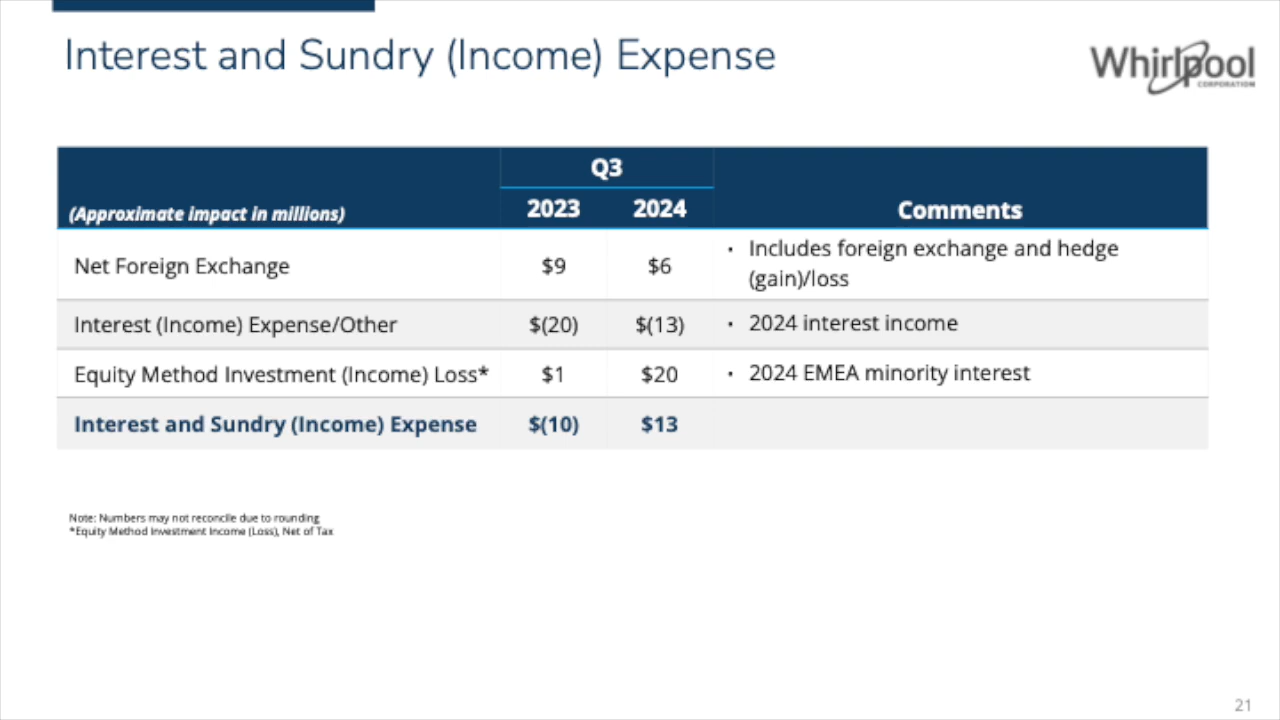 Interest and Sundry (Income) Expense
Whirlpool
CORPORATION
Q3
(Approximate impact in millions) 2023 2024 Comments
Net Foreign Exchange $9 $6 · Includes foreign exchange and hedge
(gain)/loss
Interest (Income) Expense/Other $(20) $(13) · 2024 interest income
Equity Method Investment (Income) Loss* $1 $20 · 2024 EMEA minority interest
Interest and Sundry (Income) Expense $(10) $13
Note: Numbers may not reconcile due to rounding
*Equity Method Investment Income (Loss), Net of Tax
21